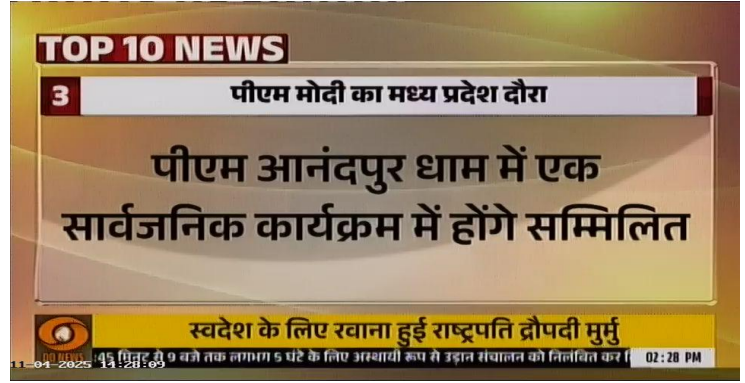 TOP 10 NEWS
3 पीएम मोदी का मध्य प्रदेश दौरा
पीएम आनंदपुर धाम में एक
सार्वजनिक कार्यक्रम में होंगे सम्मिलित
स्वदेश के लिए रवाना हुई राष्ट्रपति द्रौपदी मुर्मु
DD NEWS :45 मिनट से 9 बजे तक लगभग 5 घंटे के लिए अस्थायी रूप से उड़ान संचालन को निलंबित कर 02:28 PM
11-04-2025 14:28:09